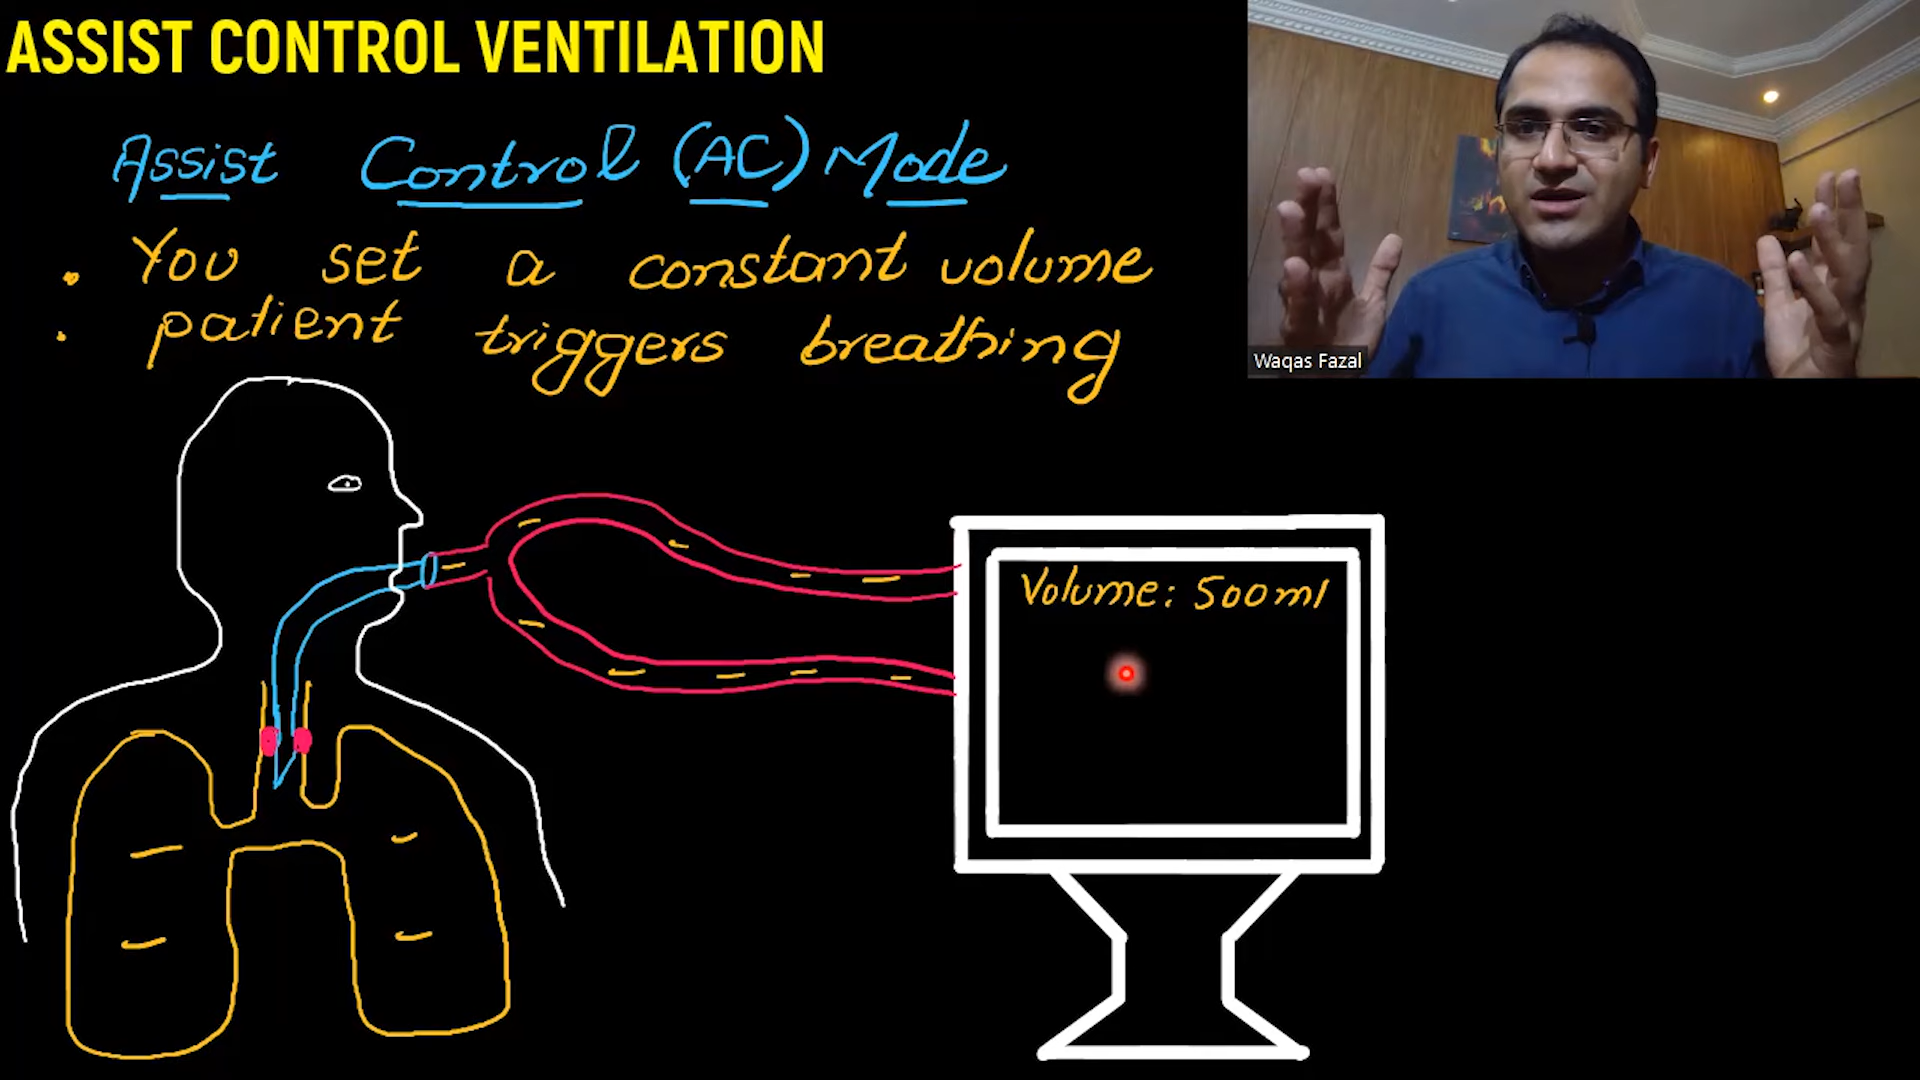 ASSIST CONTROL VENTILATION
Assist Control (AC) Mode
. You set a constant volume
. patient triggers breathing
Waqas Fazal
Volume: 500ml